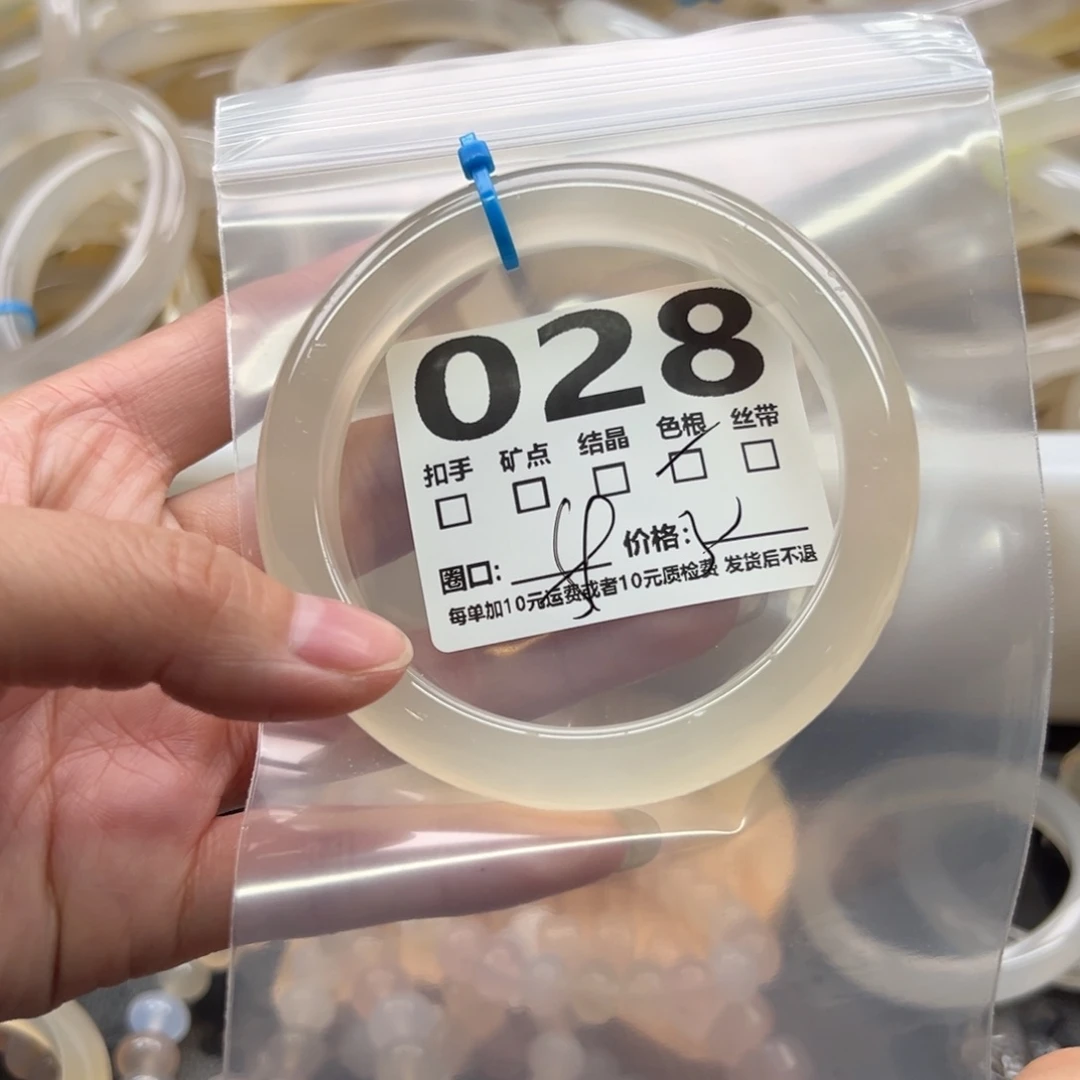 028
扣手 矿点 结晶 色根 丝带
圈口: 价格:
每单加10元运费或者10元质检费 发货后不退